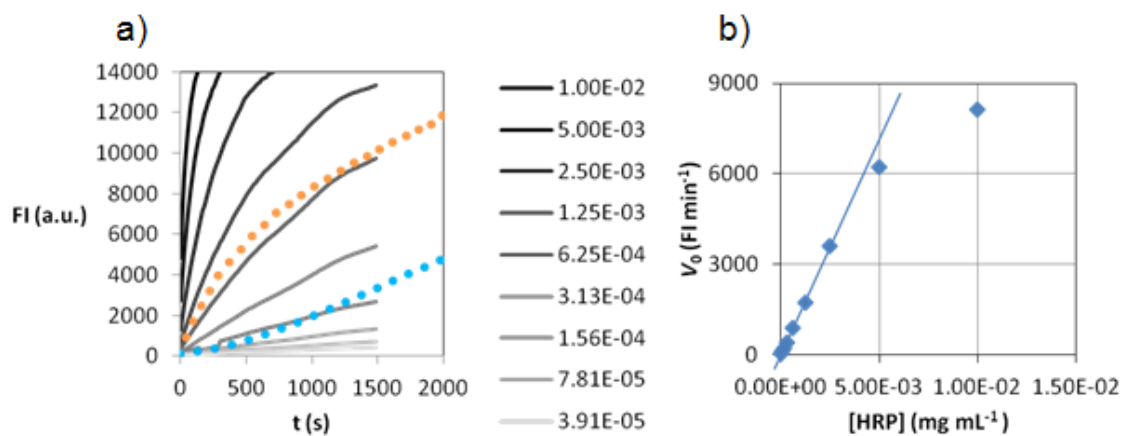 a)
14000
12000
10000
8000
6000
4000
2000
0
FI (a.u.)
0 500 1000 1500 2000
t (s)
1.00E-02
5.00E-03
2.50E-03
1.25E-03
6.25E-04
3.13E-04
1.56E-04
7.81E-05
3.91E-05
b)
9000
6000
3000
0
V₀ (FI min⁻¹)
0.00E+00 5.00E-03 1.00E-02 1.50E-02
[HRP] (mg mL⁻¹)